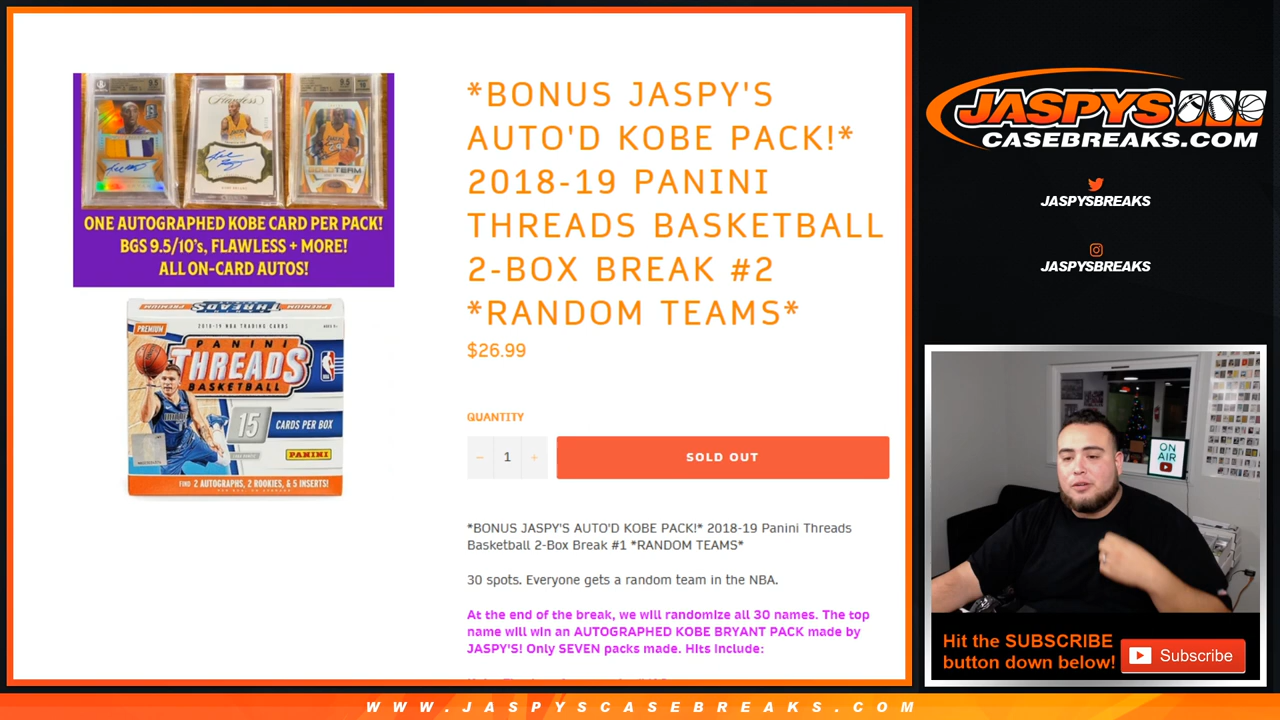 ONE AUTOGRAPHED KOBE CARD PER PACK!
BGS 9.5/10's, FLAWLESS + MORE!
ALL ON-CARD AUTOS!
Flawless
GOLD TEAM
PREMIUM
THREADS
PREMIUM
2018-19 NBA TRADING CARDS
PANINI
THREADS
BASKETBALL
15
CARDS PER BOX
PANINI
FIND 2 AUTOGRAPHS, 2 ROOKIES, & 5 INSERTS!
*BONUS JASPY'S
AUTO'D KOBE PACK!*
2018-19 PANINI
THREADS BASKETBALL
2-BOX BREAK #2
*RANDOM TEAMS*
$26.99
QUANTITY
− 1 +
SOLD OUT
*BONUS JASPY'S AUTO'D KOBE PACK!* 2018-19 Panini Threads
Basketball 2-Box Break #1 *RANDOM TEAMS*
30 spots. Everyone gets a random team in the NBA.
At the end of the break, we will randomize all 30 names. The top
name will win an AUTOGRAPHED KOBE BRYANT PACK made by
JASPY'S! Only SEVEN packs made. Hits Include:
JASPYS
CASEBREAKS.COM
JASPYSBREAKS
JASPYSBREAKS
ON
AIR
Hit the SUBSCRIBE
button down below!
Subscribe
WWW.JASPYSCASEBREAKS.COM